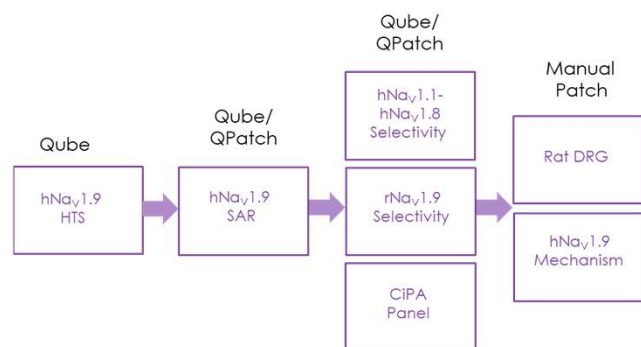 Qube
hNaᵥ1.9
HTS
Qube/
QPatch
hNaᵥ1.9
SAR
Qube/
QPatch
hNaᵥ1.1-
hNaᵥ1.8
Selectivity
rNaᵥ1.9
Selectivity
CiPA
Panel
Manual
Patch
Rat DRG
hNaᵥ1.9
Mechanism